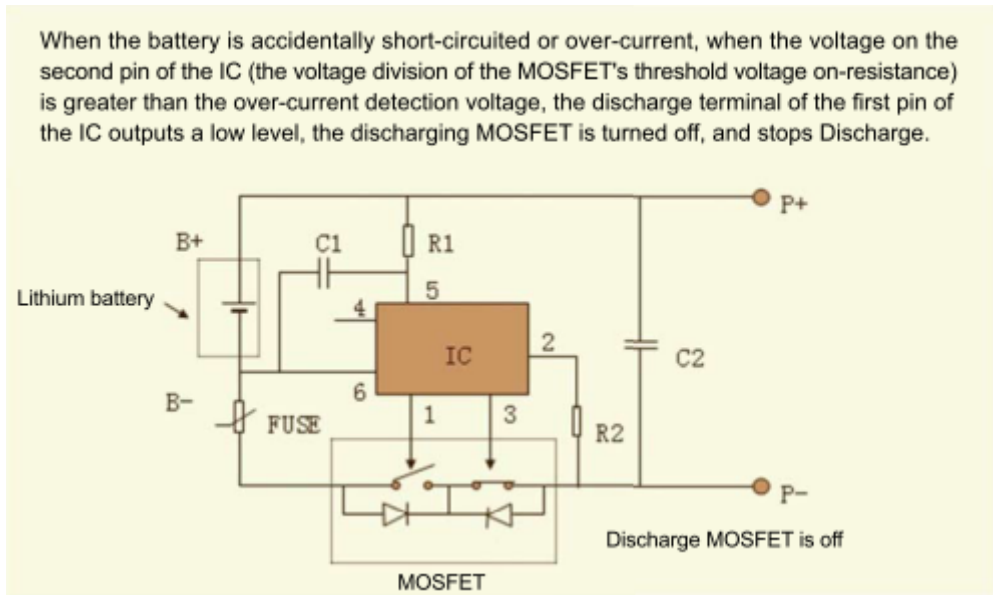 When the battery is accidentally short-circuited or over-current, when the voltage on the
second pin of the IC (the voltage division of the MOSFET's threshold voltage on-resistance)
is greater than the over-current detection voltage, the discharge terminal of the first pin of
the IC outputs a low level, the discharging MOSFET is turned off, and stops Discharge.
P+
B+
C1
R1
Lithium battery
5
4
IC
2
C2
6
B-
1
3
FUSE
R2
P-
Discharge MOSFET is off
MOSFET